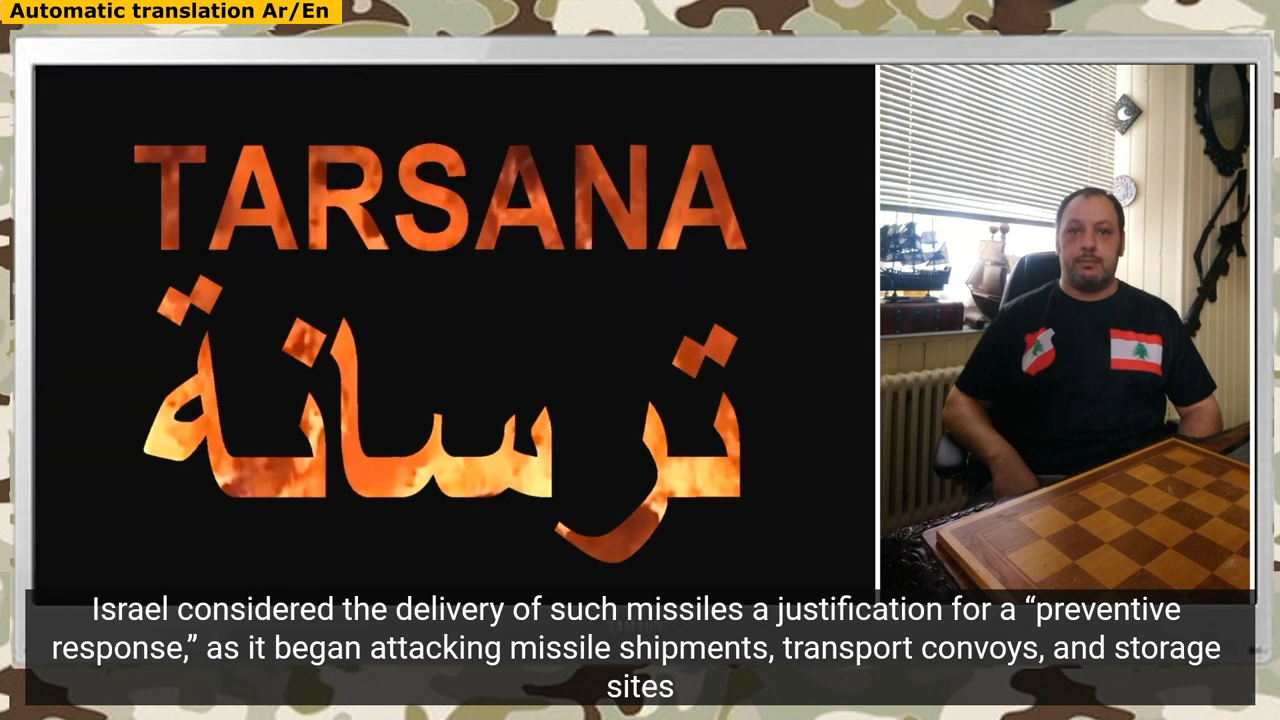 Automatic translation Ar/En
TARSANA
ترسانة
Israel considered the delivery of such missiles a justification for a “preventive
response,” as it began attacking missile shipments, transport convoys, and storage
sites